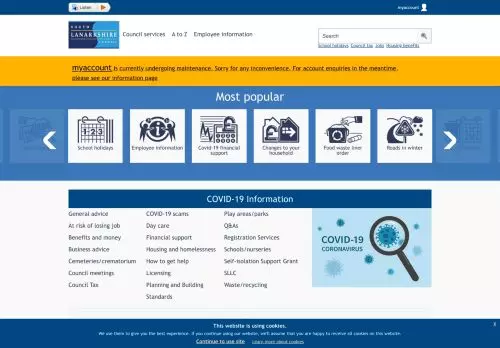 Listen
myaccount
SOUTH
LANARKSHIRE
COUNCIL
Council services A to Z Employee information
Search
School holidays Council tax Jobs Housing benefits
myaccount is currently undergoing maintenance. Sorry for any inconvenience. For account enquiries in the meantime,
please see our information page
Most popular
School holidays
Employee information
Covid-19 financial
support
Changes to your
household
Food waste liner
order
Roads in winter
COVID-19 Information
General advice
At risk of losing job
Benefits and money
Business advice
Cemeteries/crematorium
Council meetings
Council Tax
COVID-19 scams
Day care
Financial support
Housing and homelessness
How to get help
Licensing
Planning and Building
Standards
Play areas/parks
Q&As
Registration Services
Schools/nurseries
Self-isolation Support Grant
SLLC
Waste/recycling
COVID-19
CORONAVIRUS
This website is using cookies.
X
We use them to give you the best experience. If you continue using our website, we'll assume that you are happy to receive all cookies on this website.
Continue to use site Learn more about cookies